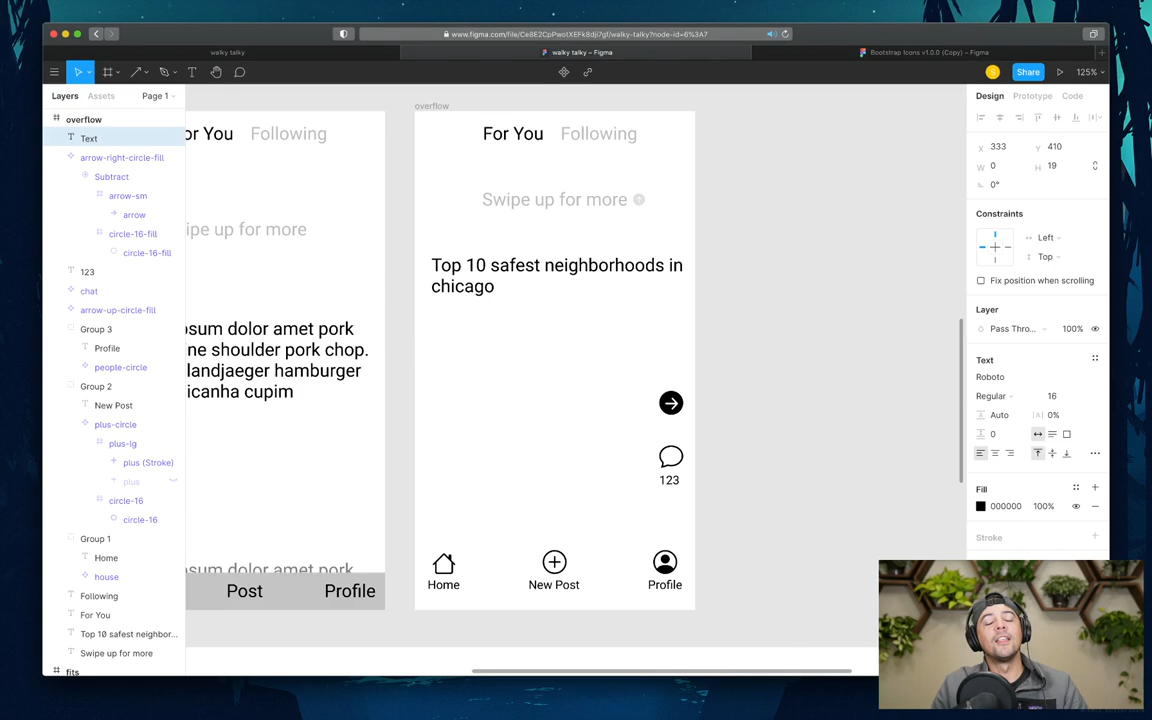 www.figma.com/file/Ce8E2CpPwotXEFk8dji7gf/walky-talky?node-id=6%3A7
walky talky
walky talky – Figma
Bootstrap Icons v1.0.0 (Copy) – Figma
S
Share
125%
Layers
Assets
Page 1
overflow
Text
arrow-right-circle-fill
Subtract
arrow-sm
arrow
circle-16-fill
circle-16-fill
123
chat
arrow-up-circle-fill
Group 3
Profile
people-circle
Group 2
New Post
plus-circle
plus-lg
plus (Stroke)
plus
circle-16
circle-16
Group 1
Home
house
Following
For You
Top 10 safest neighbor...
Swipe up for more
fits
or You
Following
ipe up for more
psum dolor amet pork
ine shoulder pork chop.
landjaeger hamburger
icanha cupim
psum dolor amet pork
Post
Profile
overflow
For You
Following
Swipe up for more
Top 10 safest neighborhoods in
chicago
123
Home
New Post
Profile
Design
Prototype
Code
X 333
Y 410
W 0
H 19
0°
Constraints
Left
Top
Fix position when scrolling
Layer
Pass Thro...
100%
Text
Roboto
Regular
16
Auto
|A| 0%
0
Fill
000000
100%
Stroke